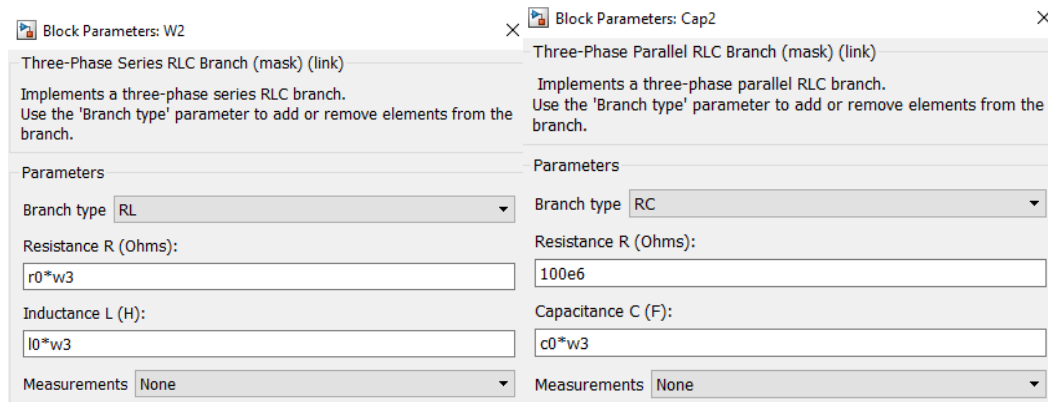 Block Parameters: W2
Three-Phase Series RLC Branch (mask) (link)
Implements a three-phase series RLC branch.
Use the 'Branch type' parameter to add or remove elements from the
branch.
Parameters
Branch type RL
Resistance R (Ohms):
r0*w3
Inductance L (H):
l0*w3
Measurements None
Block Parameters: Cap2
Three-Phase Parallel RLC Branch (mask) (link)
Implements a three-phase parallel RLC branch.
Use the 'Branch type' parameter to add or remove elements from the
branch.
Parameters
Branch type RC
Resistance R (Ohms):
100e6
Capacitance C (F):
c0*w3
Measurements None